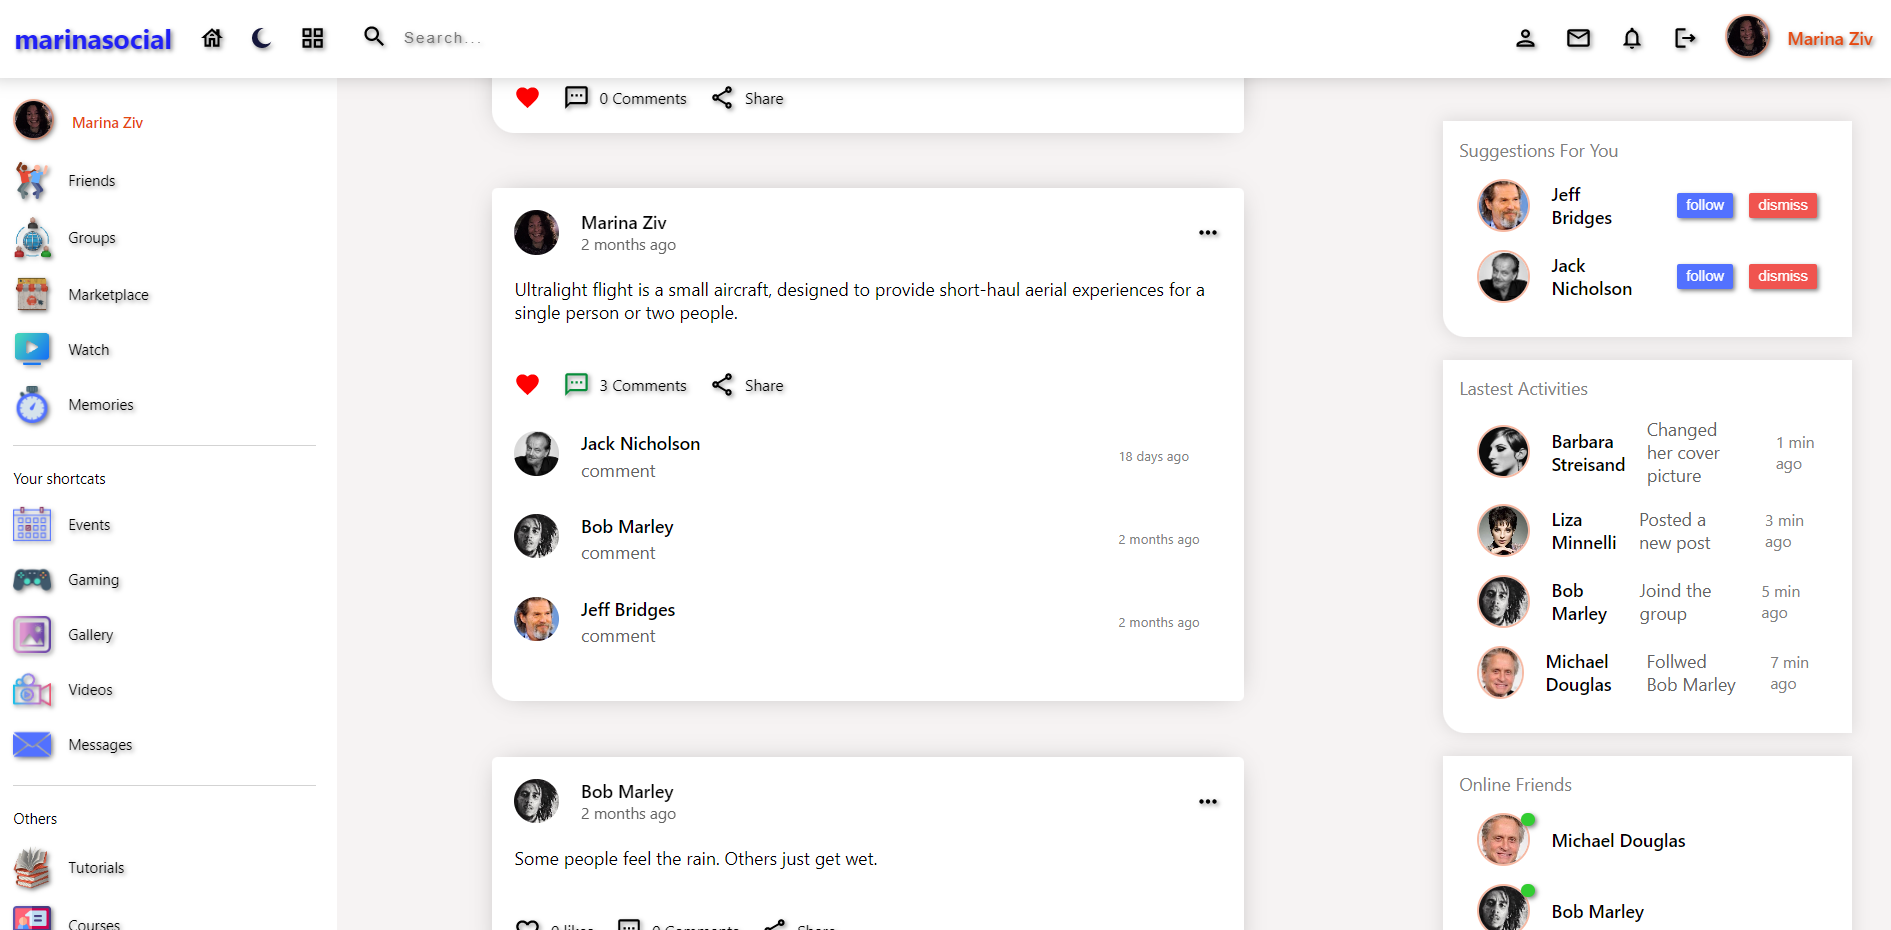 marinasocial
Search...
Marina Ziv
Marina Ziv
Friends
Groups
Marketplace
Watch
Memories
Your shortcats
Events
Gaming
Gallery
Videos
Messages
Others
Tutorials
Courses
0 Comments
Share
Marina Ziv
2 months ago
Ultralight flight is a small aircraft, designed to provide short-haul aerial experiences for a
single person or two people.
3 Comments
Share
Jack Nicholson
comment
18 days ago
Bob Marley
comment
2 months ago
Jeff Bridges
comment
2 months ago
Bob Marley
2 months ago
Some people feel the rain. Others just get wet.
0 likes
0 Comments
Share
Suggestions For You
Jeff
Bridges
follow
dismiss
Jack
Nicholson
follow
dismiss
Lastest Activities
Barbara
Streisand
Changed
her cover
picture
1 min
ago
Liza
Minnelli
Posted a
new post
3 min
ago
Bob
Marley
Joind the
group
5 min
ago
Michael
Douglas
Follwed
Bob Marley
7 min
ago
Online Friends
Michael Douglas
Bob Marley